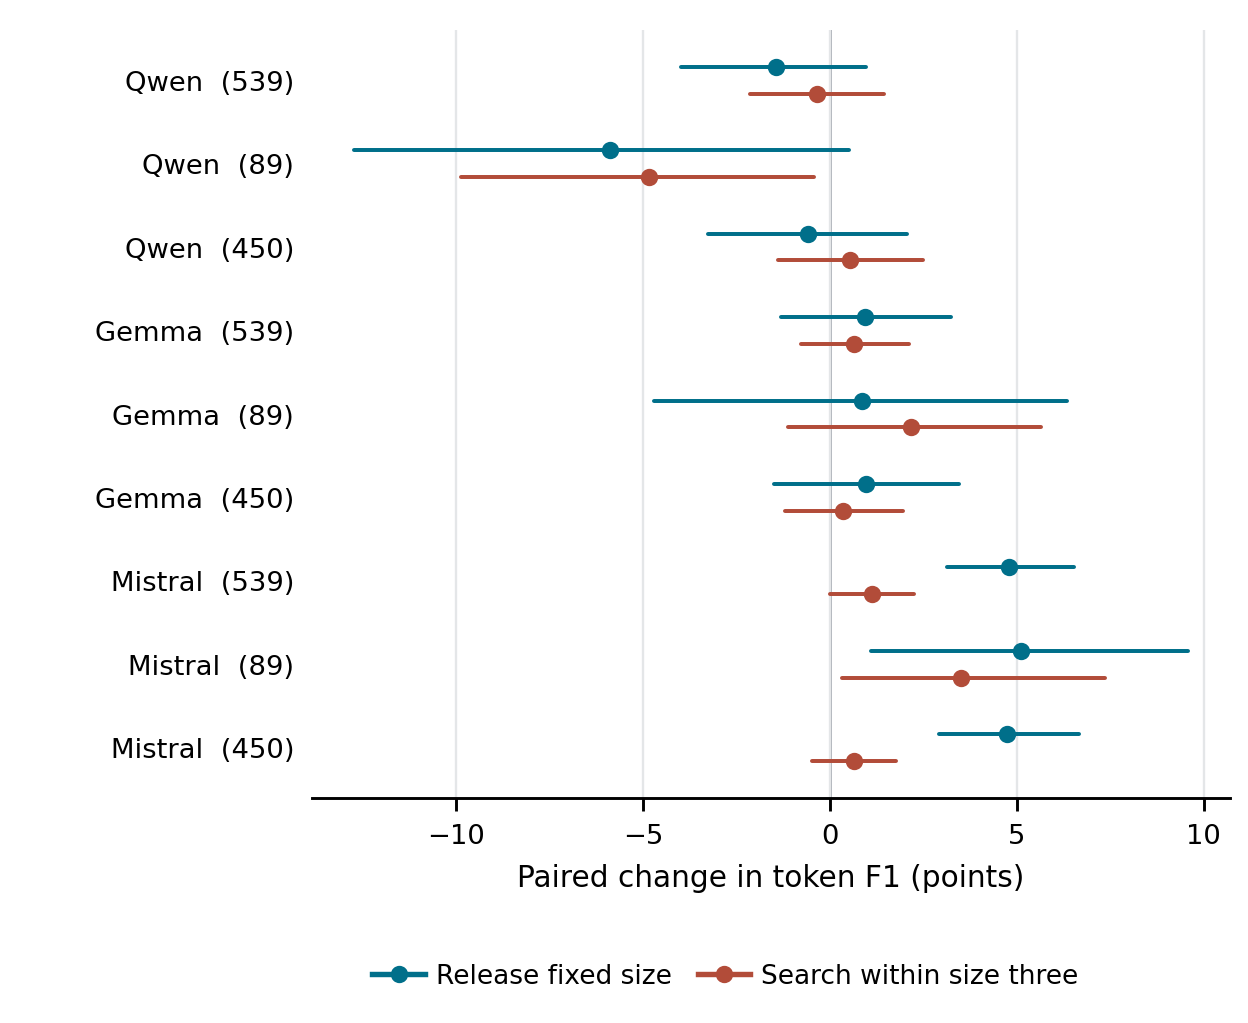 Qwen  (539)
Qwen  (89)
Qwen  (450)
Gemma  (539)
Gemma  (89)
Gemma  (450)
Mistral  (539)
Mistral  (89)
Mistral  (450)
−10 −5 0 5 10
Paired change in token F1 (points)
Release fixed size Search within size three